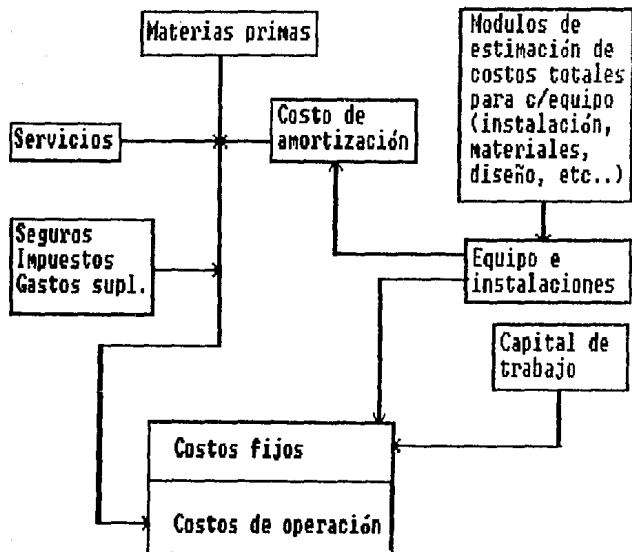 Materias primas
Modulos de
estimación de
costos totales
para c/equipo
(instalación,
materiales,
diseño, etc..)
Servicios
Costo de
amortización
Seguros
Impuestos
Gastos supl.
Equipo e
instalaciones
Capital de
trabajo
Costos fijos
Costos de operación